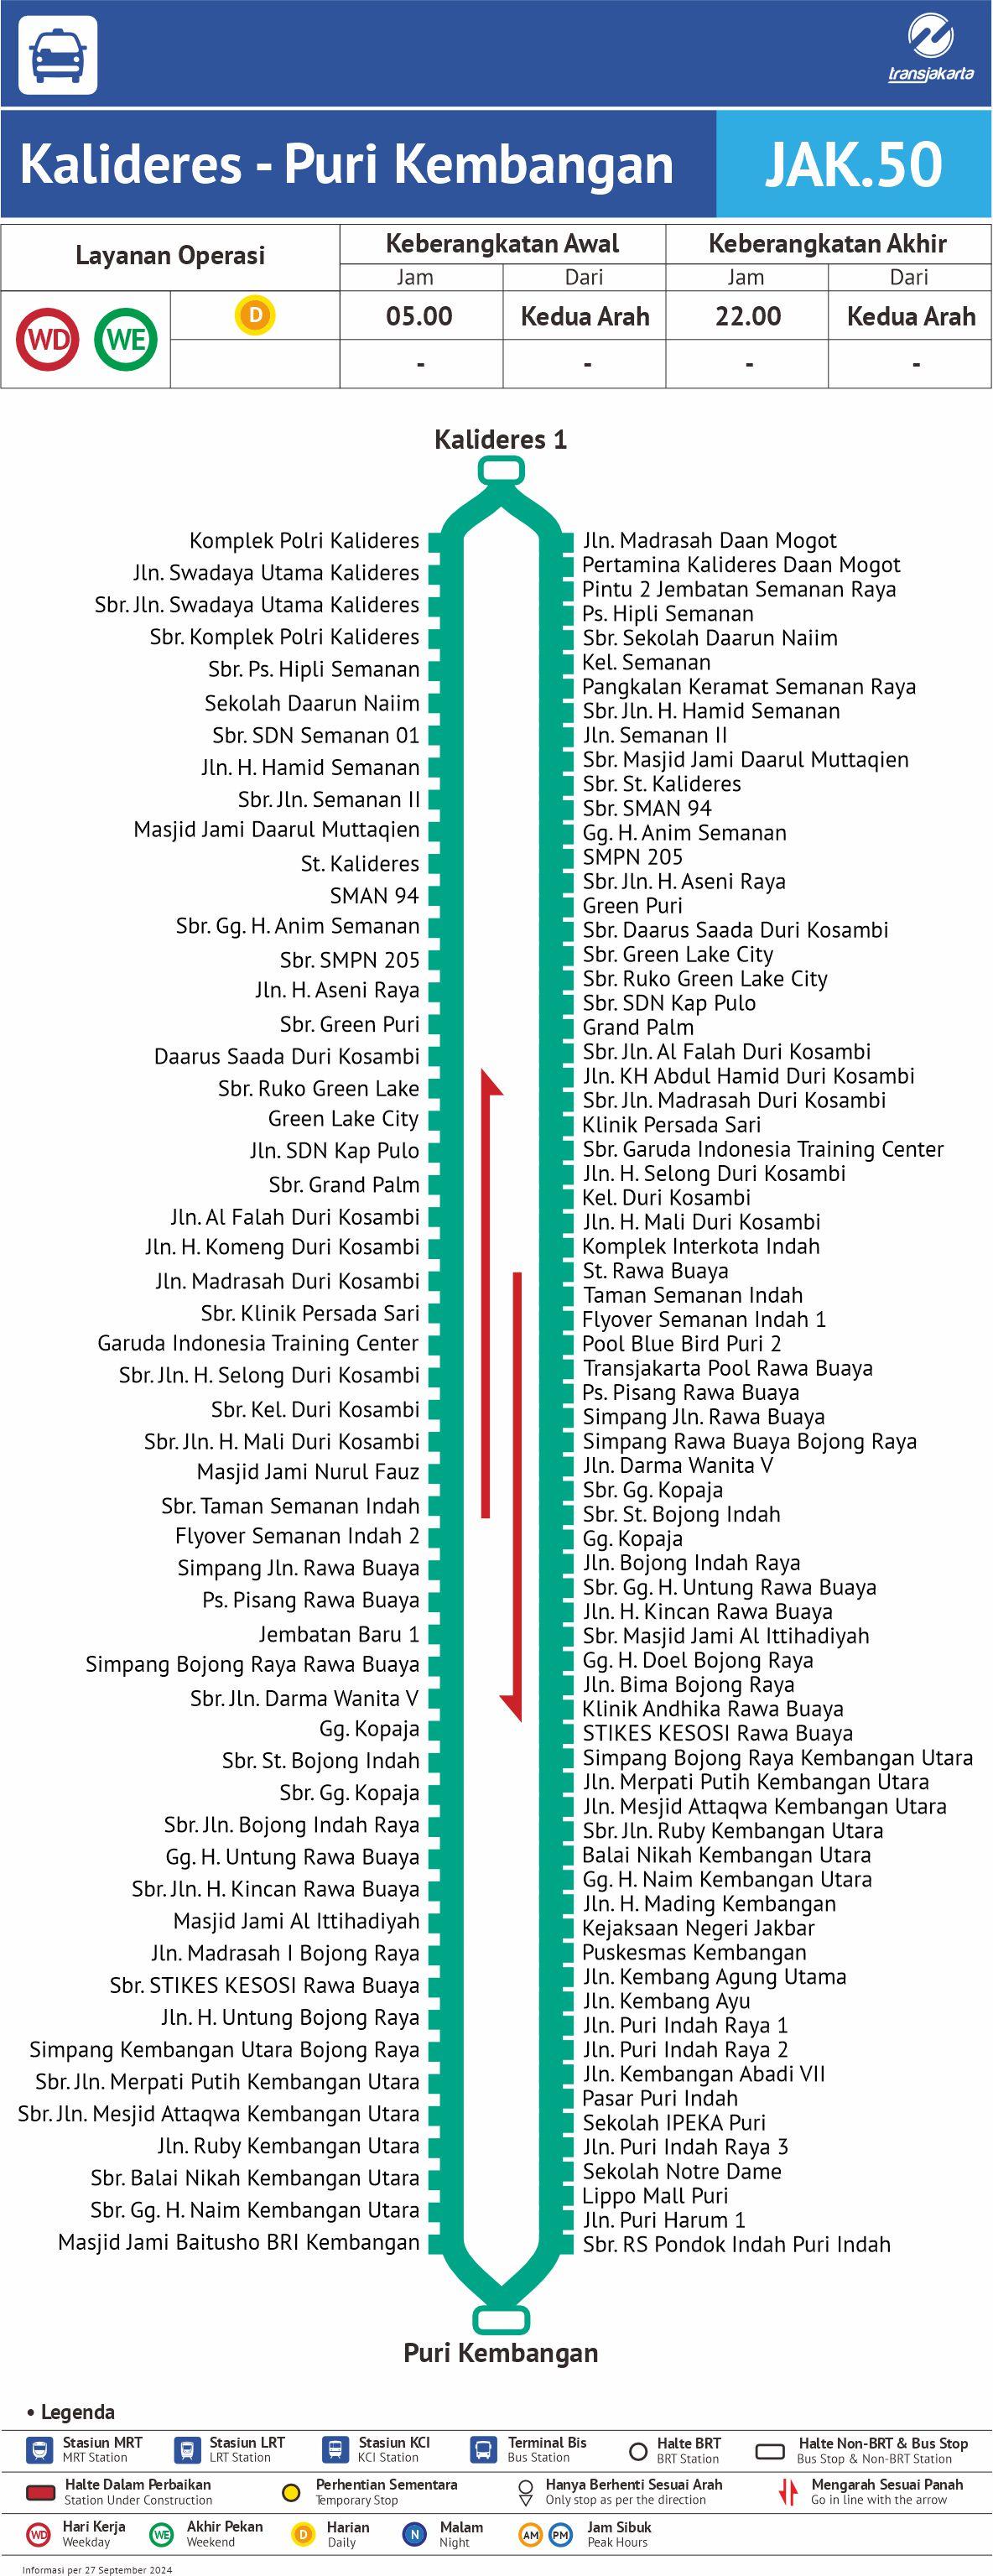 transjakarta
Kalideres - Puri Kembangan
JAK.50
Layanan Operasi
Keberangkatan Awal
Keberangkatan Akhir
Jam
Dari
Jam
Dari
WD
WE
D
05.00
Kedua Arah
22.00
Kedua Arah
-
-
-
-
Kalideres 1
Komplek Polri Kalideres
Jln. Swadaya Utama Kalideres
Sbr. Jln. Swadaya Utama Kalideres
Sbr. Komplek Polri Kalideres
Sbr. Ps. Hipli Semanan
Sekolah Daarun Naiim
Sbr. SDN Semanan 01
Jln. H. Hamid Semanan
Sbr. Jln. Semanan II
Masjid Jami Daarul Muttaqien
St. Kalideres
SMAN 94
Sbr. Gg. H. Anim Semanan
Sbr. SMPN 205
Jln. H. Aseni Raya
Sbr. Green Puri
Daarus Saada Duri Kosambi
Sbr. Ruko Green Lake
Green Lake City
Jln. SDN Kap Pulo
Sbr. Grand Palm
Jln. Al Falah Duri Kosambi
Jln. H. Komeng Duri Kosambi
Jln. Madrasah Duri Kosambi
Sbr. Klinik Persada Sari
Garuda Indonesia Training Center
Sbr. Jln. H. Selong Duri Kosambi
Sbr. Kel. Duri Kosambi
Sbr. Jln. H. Mali Duri Kosambi
Masjid Jami Nurul Fauz
Sbr. Taman Semanan Indah
Flyover Semanan Indah 2
Simpang Jln. Rawa Buaya
Ps. Pisang Rawa Buaya
Jembatan Baru 1
Simpang Bojong Raya Rawa Buaya
Sbr. Jln. Darma Wanita V
Gg. Kopaja
Sbr. St. Bojong Indah
Sbr. Gg. Kopaja
Sbr. Jln. Bojong Indah Raya
Gg. H. Untung Rawa Buaya
Sbr. Jln. H. Kincan Rawa Buaya
Masjid Jami Al Ittihadiyah
Jln. Madrasah I Bojong Raya
Sbr. STIKES KESOSI Rawa Buaya
Jln. H. Untung Bojong Raya
Simpang Kembangan Utara Bojong Raya
Sbr. Jln. Merpati Putih Kembangan Utara
Sbr. Jln. Mesjid Attaqwa Kembangan Utara
Jln. Ruby Kembangan Utara
Sbr. Balai Nikah Kembangan Utara
Sbr. Gg. H. Naim Kembangan Utara
Masjid Jami Baitusho BRI Kembangan
Jln. Madrasah Daan Mogot
Pertamina Kalideres Daan Mogot
Pintu 2 Jembatan Semanan Raya
Ps. Hipli Semanan
Sbr. Sekolah Daarun Naiim
Kel. Semanan
Pangkalan Keramat Semanan Raya
Sbr. Jln. H. Hamid Semanan
Jln. Semanan II
Sbr. Masjid Jami Daarul Muttaqien
Sbr. St. Kalideres
Sbr. SMAN 94
Gg. H. Anim Semanan
SMPN 205
Sbr. Jln. H. Aseni Raya
Green Puri
Sbr. Daarus Saada Duri Kosambi
Sbr. Green Lake City
Sbr. Ruko Green Lake City
Sbr. SDN Kap Pulo
Grand Palm
Sbr. Jln. Al Falah Duri Kosambi
Jln. KH Abdul Hamid Duri Kosambi
Sbr. Jln. Madrasah Duri Kosambi
Klinik Persada Sari
Sbr. Garuda Indonesia Training Center
Jln. H. Selong Duri Kosambi
Kel. Duri Kosambi
Jln. H. Mali Duri Kosambi
Komplek Interkota Indah
St. Rawa Buaya
Taman Semanan Indah
Flyover Semanan Indah 1
Pool Blue Bird Puri 2
Transjakarta Pool Rawa Buaya
Ps. Pisang Rawa Buaya
Simpang Jln. Rawa Buaya
Simpang Rawa Buaya Bojong Raya
Jln. Darma Wanita V
Sbr. Gg. Kopaja
Sbr. St. Bojong Indah
Gg. Kopaja
Jln. Bojong Indah Raya
Sbr. Gg. H. Untung Rawa Buaya
Jln. H. Kincan Rawa Buaya
Sbr. Masjid Jami Al Ittihadiyah
Gg. H. Doel Bojong Raya
Jln. Bima Bojong Raya
Klinik Andhika Rawa Buaya
STIKES KESOSI Rawa Buaya
Simpang Bojong Raya Kembangan Utara
Jln. Merpati Putih Kembangan Utara
Jln. Mesjid Attaqwa Kembangan Utara
Sbr. Jln. Ruby Kembangan Utara
Balai Nikah Kembangan Utara
Gg. H. Naim Kembangan Utara
Jln. H. Mading Kembangan
Kejaksaan Negeri Jakbar
Puskesmas Kembangan
Jln. Kembang Agung Utama
Jln. Kembang Ayu
Jln. Puri Indah Raya 1
Jln. Puri Indah Raya 2
Jln. Kembangan Abadi VII
Pasar Puri Indah
Sekolah IPEKA Puri
Jln. Puri Indah Raya 3
Sekolah Notre Dame
Lippo Mall Puri
Jln. Puri Harum 1
Sbr. RS Pondok Indah Puri Indah
Puri Kembangan
• Legenda
Stasiun MRT
MRT Station
Stasiun LRT
LRT Station
Stasiun KCI
KCI Station
Terminal Bis
Bus Station
Halte BRT
BRT Station
Halte Non-BRT & Bus Stop
Bus Stop & Non-BRT Station
Halte Dalam Perbaikan
Station Under Construction
Perhentian Sementara
Temporary Stop
Hanya Berhenti Sesuai Arah
Only stop as per the direction
Mengarah Sesuai Panah
Go in line with the arrow
WD
Hari Kerja
Weekday
WE
Akhir Pekan
Weekend
D
Harian
Daily
N
Malam
Night
AM
PM
Jam Sibuk
Peak Hours
Informasi per 27 September 2024